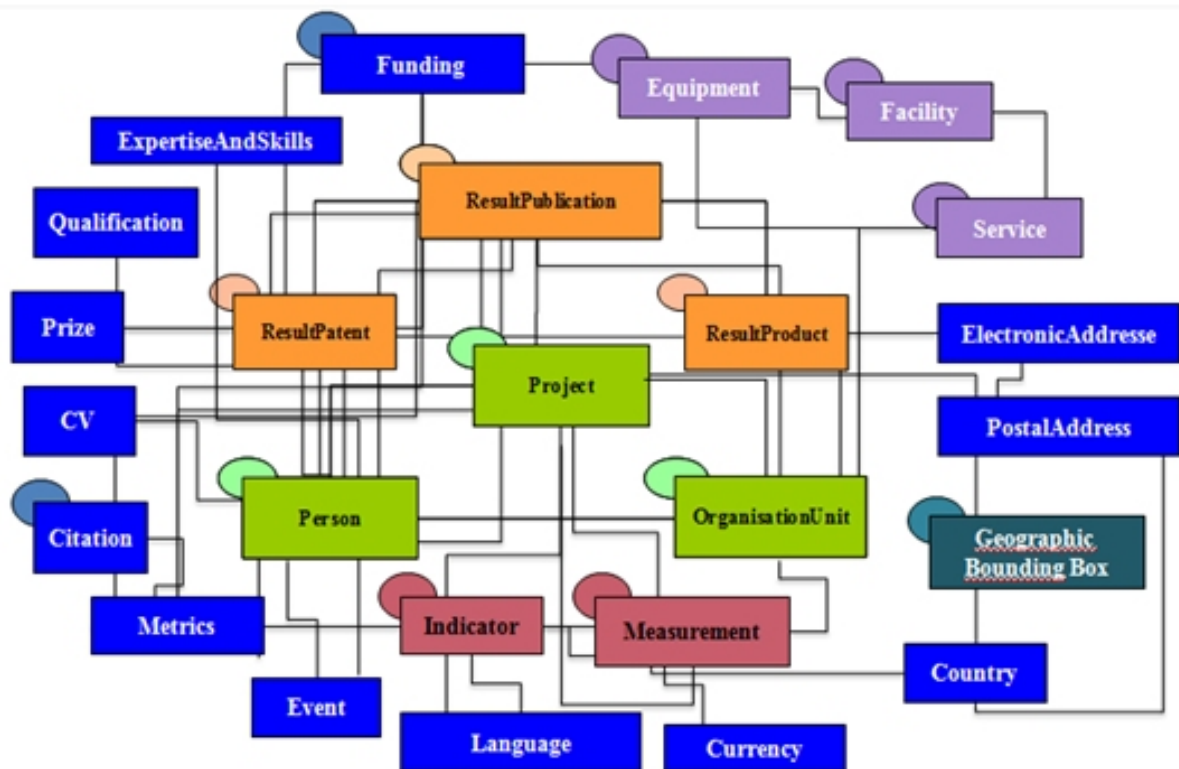 Funding
Equipment
Facility
ExpertiseAndSkills
ResultPublication
Qualification
Service
Prize
ResultPatent
ResultProduct
ElectronicAddresse
Project
CV
PostalAddress
Person
OrganisationUnit
Citation
Geographic
Bounding Box
Metrics
Indicator
Measurement
Country
Event
Language
Currency